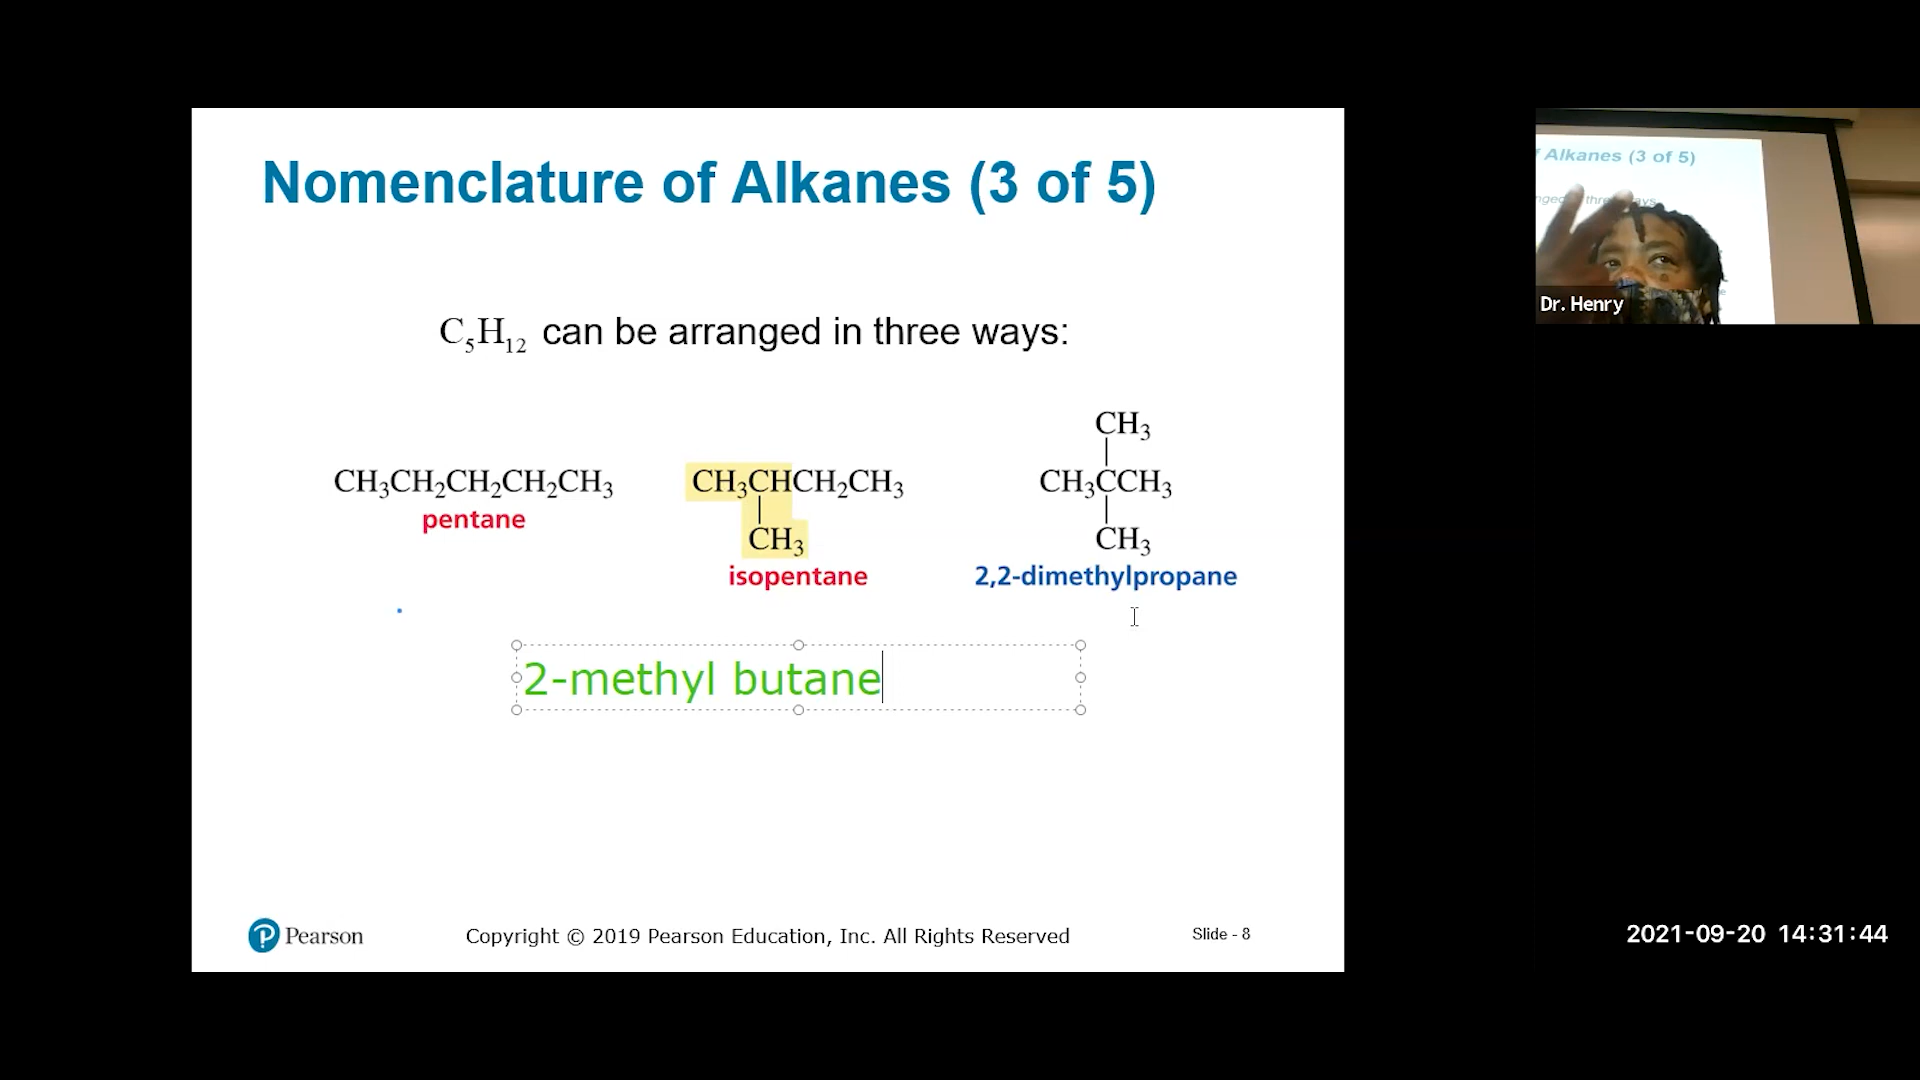 Nomenclature of Alkanes (3 of 5)
C₅H₁₂ can be arranged in three ways:
CH₃
CH₃CH₂CH₂CH₂CH₃ CH₃CHCH₂CH₃ CH₃CCH₃
pentane
CH₃ CH₃
isopentane 2,2-dimethylpropane
2-methyl butane
Pearson Copyright © 2019 Pearson Education, Inc. All Rights Reserved Slide - 8
Alkanes (3 of 5)
Dr. Henry
2021-09-20 14:31:44